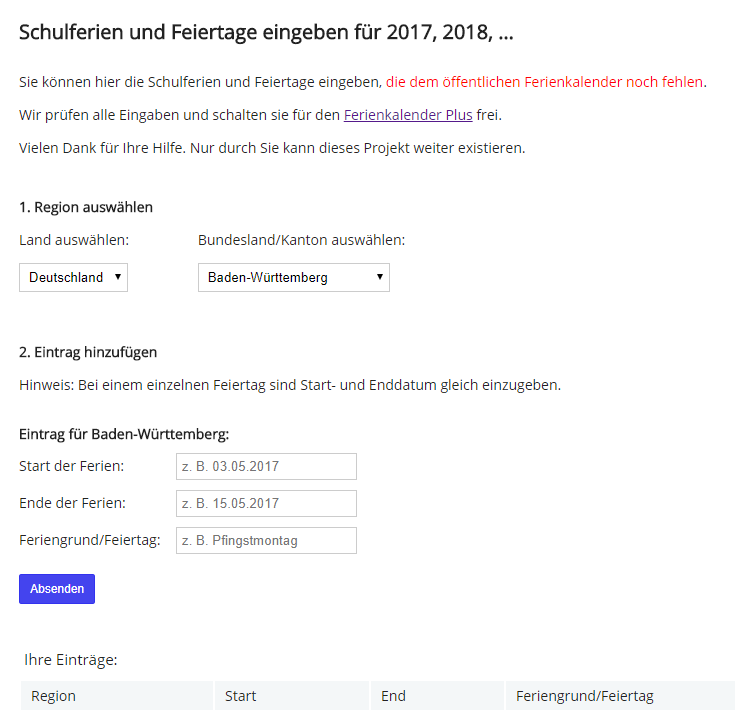 Schulferien und Feiertage eingeben für 2017, 2018, ...
Sie können hier die Schulferien und Feiertage eingeben, die dem öffentlichen Ferienkalender noch fehlen.
Wir prüfen alle Eingaben und schalten sie für den Ferienkalender Plus frei.
Vielen Dank für Ihre Hilfe. Nur durch Sie kann dieses Projekt weiter existieren.
1. Region auswählen
Land auswählen: Bundesland/Kanton auswählen:
Deutschland Baden-Württemberg
2. Eintrag hinzufügen
Hinweis: Bei einem einzelnen Feiertag sind Start- und Enddatum gleich einzugeben.
Eintrag für Baden-Württemberg:
Start der Ferien: z. B. 03.05.2017
Ende der Ferien: z. B. 15.05.2017
Feriengrund/Feiertag: z. B. Pfingstmontag
Absenden
Ihre Einträge:
Region Start End Feriengrund/Feiertag